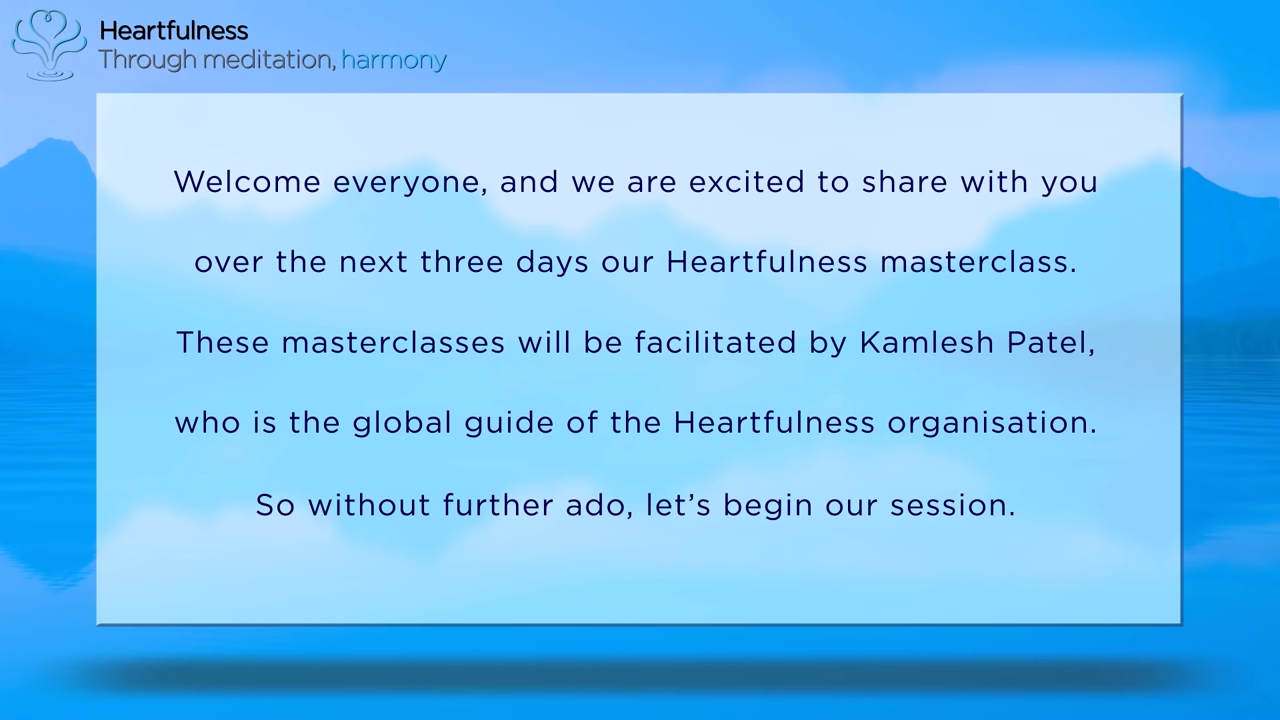 Heartfulness
Through meditation, harmony
Welcome everyone, and we are excited to share with you
over the next three days our Heartfulness masterclass.
These masterclasses will be facilitated by Kamlesh Patel,
who is the global guide of the Heartfulness organisation.
So without further ado, let’s begin our session.